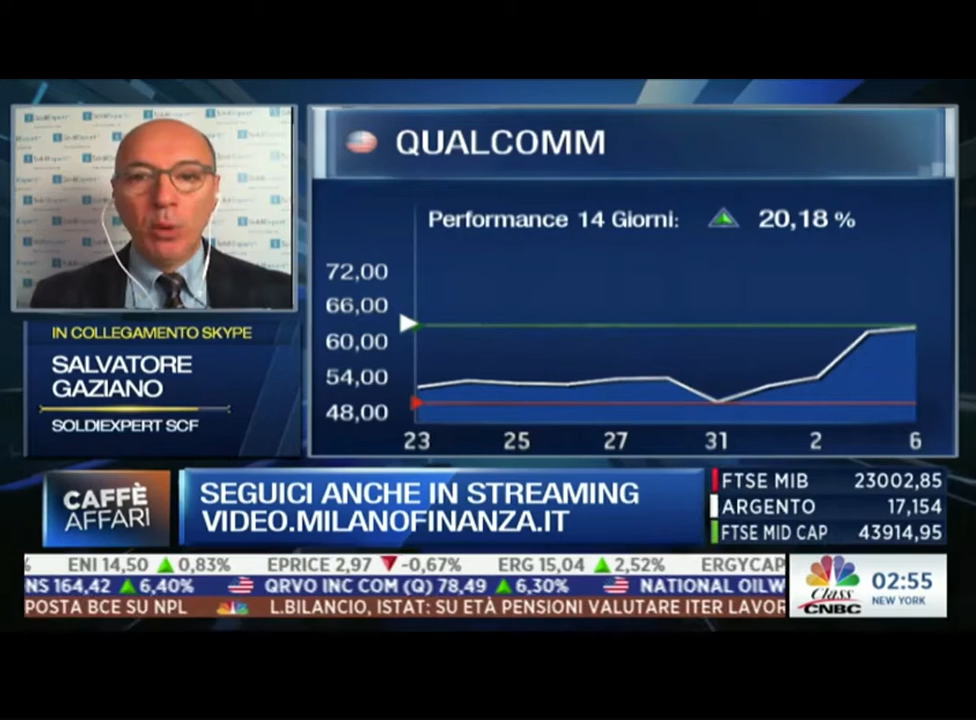 QUALCOMM
Performance 14 Giorni: 20,18 %
72,00
66,00
60,00
54,00
48,00
23 25 27 31 2 6
IN COLLEGAMENTO SKYPE
SALVATORE
GAZIANO
SOLDIEXPERT SCF
CAFFÈ
AFFARI
SEGUICI ANCHE IN STREAMING
VIDEO.MILANOFINANZA.IT
FTSE MIB 23002,85
ARGENTO 17,154
FTSE MID CAP 43914,95
% ENI 14,50 0,83% EPRICE 2,97 -0,67% ERG 15,04 2,52% ERGYCAP
NS 164,42 6,40% QRVO INC COM (Q) 78,49 6,30% NATIONAL OILW
POSTA BCE SU NPL L.BILANCIO, ISTAT: SU ETÀ PENSIONI VALUTARE ITER LAVOR
Class
CNBC
02:55
NEW YORK